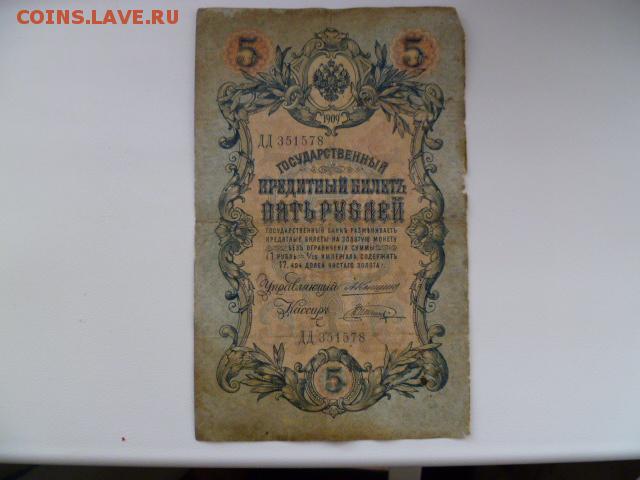 COINS.LAVE.RU
5 5
1909
ДД 351578
ГОСУДАРСТВЕННЫЙ
КРЕДИТНЫЙ БИЛЕТЪ
ПЯТЬ РУБЛЕЙ
ГОСУДАРСТВЕННЫЙ БАНКЪ РАЗМѢНИВАЕТЪ
КРЕДИТНЫЕ БИЛЕТЫ НА ЗОЛОТУЮ МОНЕТУ
БЕЗЪ ОГРАНИЧЕНІЯ СУММЫ
(1 РУБЛЬ = 1/15 ИМПЕРІАЛА, СОДЕРЖИТЪ
17,424 ДОЛЕЙ ЧИСТАГО ЗОЛОТА).
Управляющій
Кассиръ
ДД 351578
5